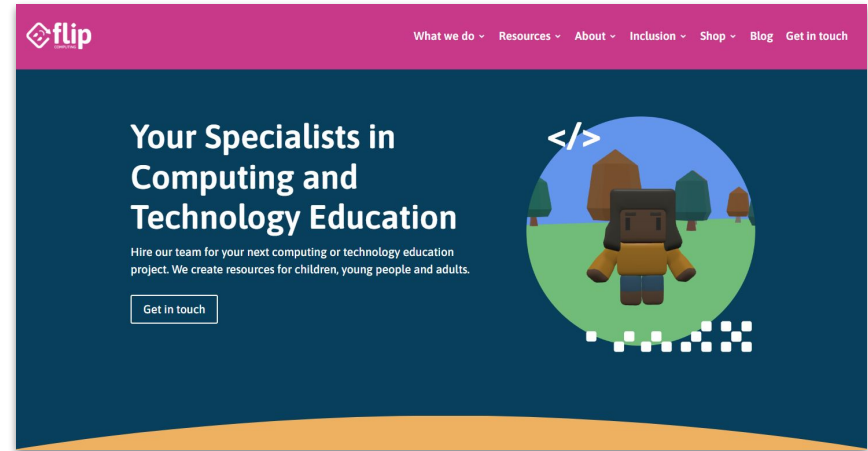 flip
COMPUTING
What we do Resources About Inclusion Shop Blog Get in touch
Your Specialists in
Computing and
Technology Education
Hire our team for your next computing or technology education
project. We create resources for children, young people and adults.
Get in touch
</>